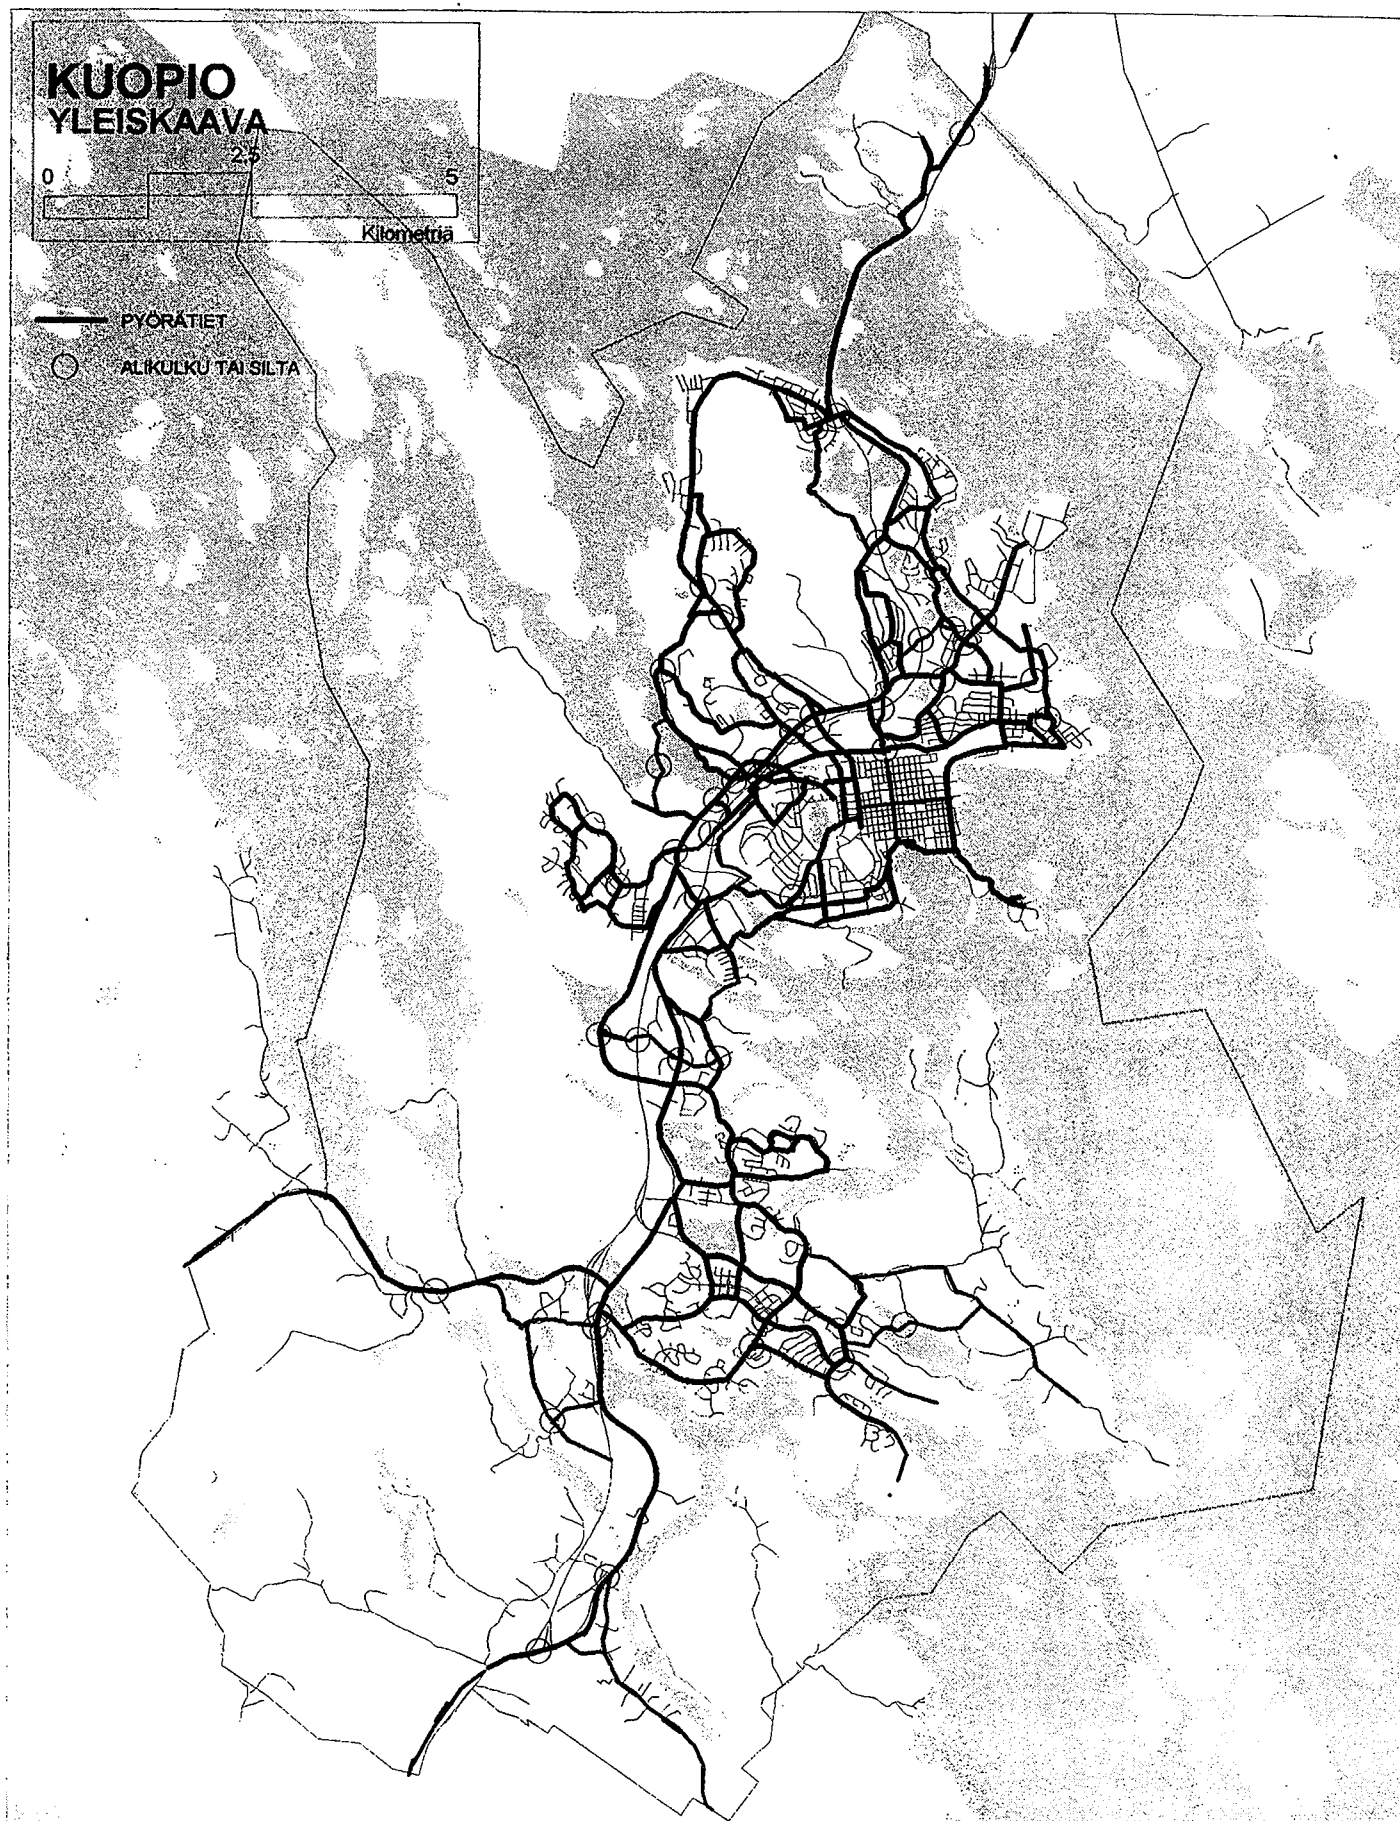 KUOPIO
YLEISKAAVA
2.5
0 5
Kilometriä
PYÖRÄTIET
ALIKULKU TAI SILTA